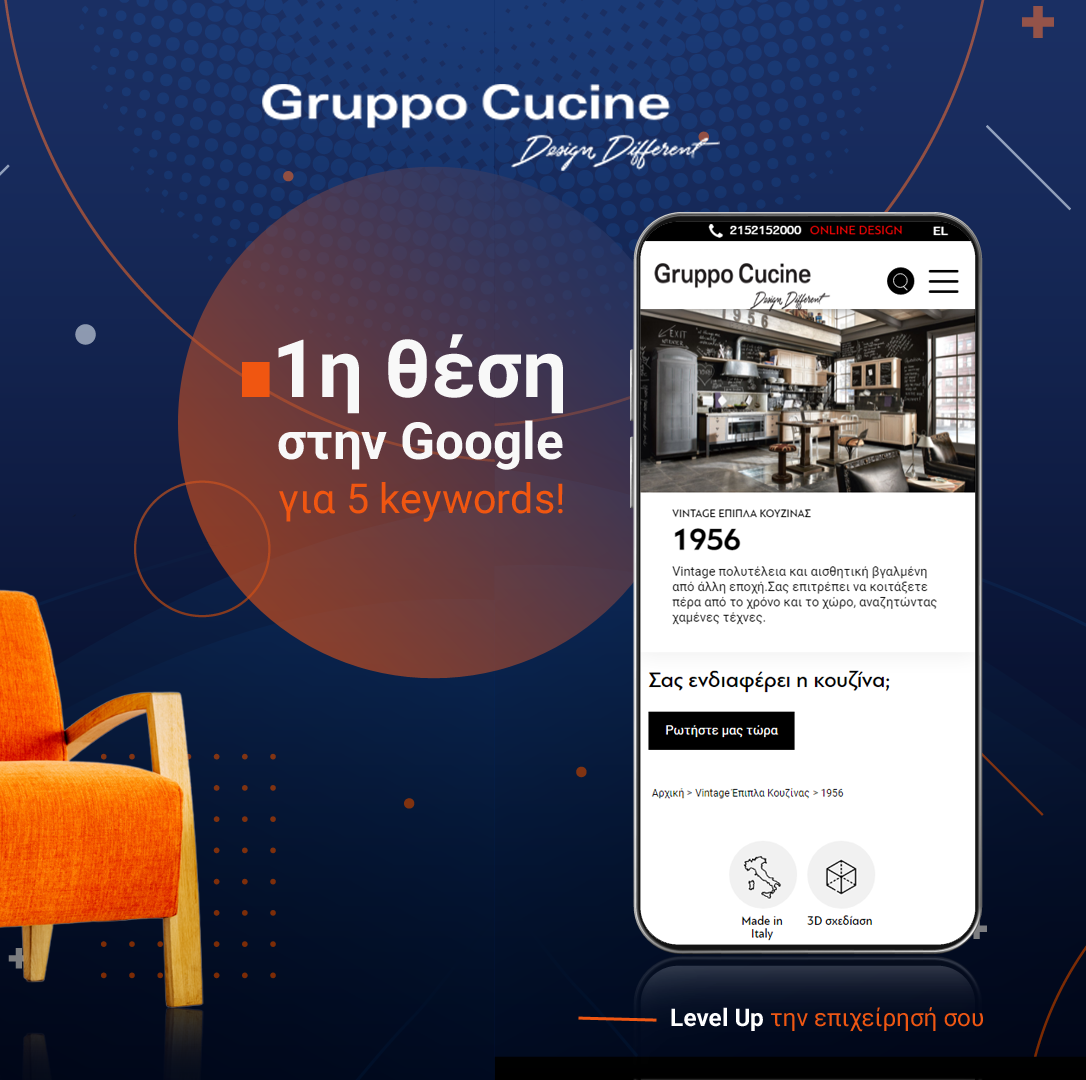 Gruppo Cucine
Design Different
1η θέση
στην Google
για 5 keywords!
2152152000 ONLINE DESIGN EL
Gruppo Cucine
Design Different
1956
EXIT
VINTAGE ΕΠΙΠΛΑ ΚΟΥΖΙΝΑΣ
1956
Vintage πολυτέλεια και αισθητική βγαλμένη
από άλλη εποχή.Σας επιτρέπει να κοιτάξετε
πέρα από το χρόνο και το χώρο, αναζητώντας
χαμένες τέχνες.
Σας ενδιαφέρει η κουζίνα;
Ρωτήστε μας τώρα
Αρχική > Vintage Έπιπλα Κουζίνας > 1956
Made in
Italy
3D σχεδίαση
Level Up την επιχείρησή σου